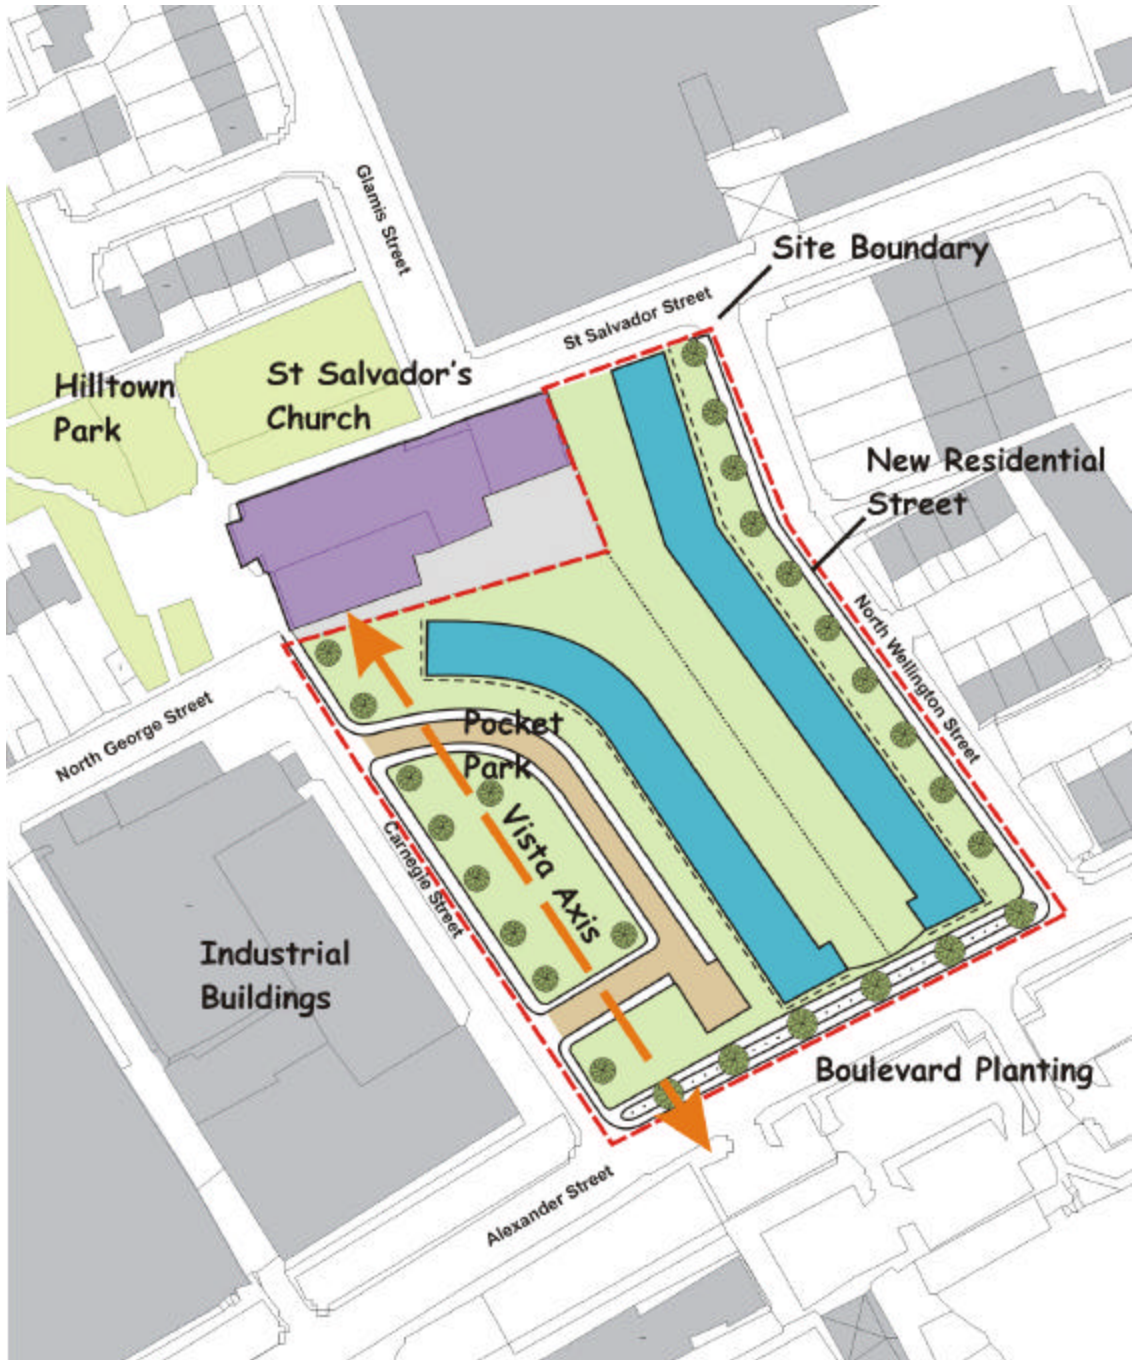 Glamis Street
Site Boundary
St Salvador Street
Hilltown
Park
St Salvador's
Church
New Residential
Street
North Wellington Street
North George Street
Pocket
Park
Vista Axis
Carnegie Street
Industrial
Buildings
Boulevard Planting
Alexander Street